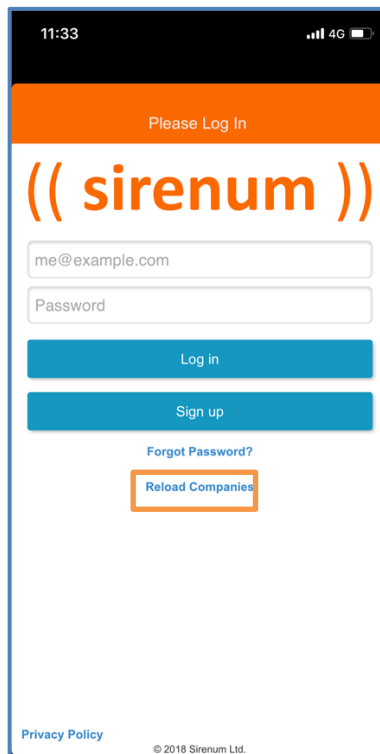 11:33 4G
Please Log In
(( sirenum ))
me@example.com
Password
Log in
Sign up
Forgot Password?
Reload Companies
Privacy Policy
© 2018 Sirenum Ltd.